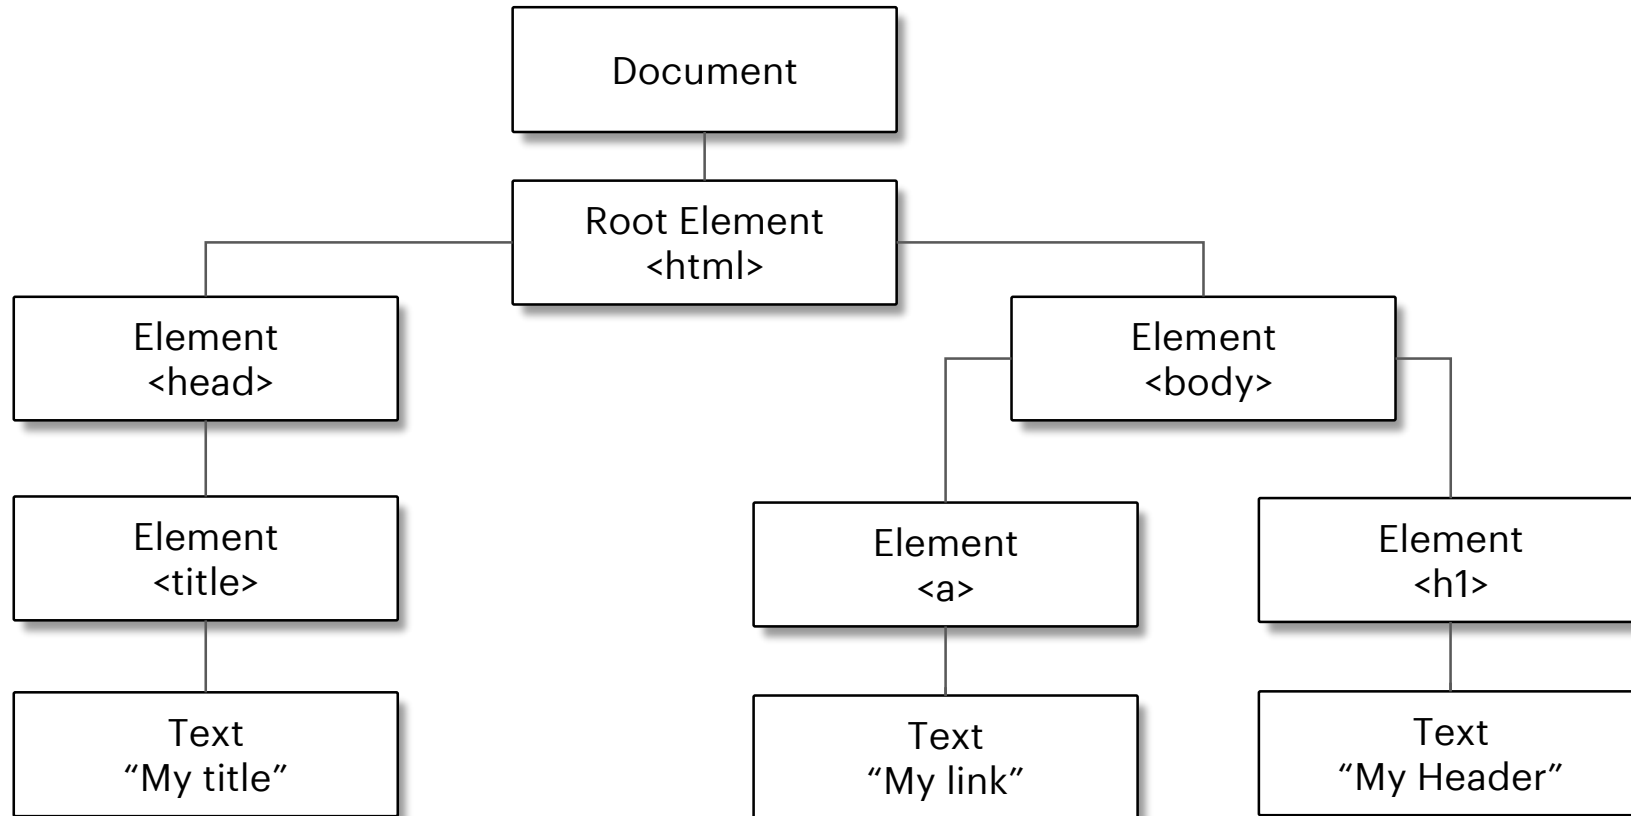 Document
Root Element
<html>
Element
<head>
Element
<body>
Element
<title>
Element
<a>
Element
<h1>
Text
“My title”
Text
“My link”
Text
“My Header”